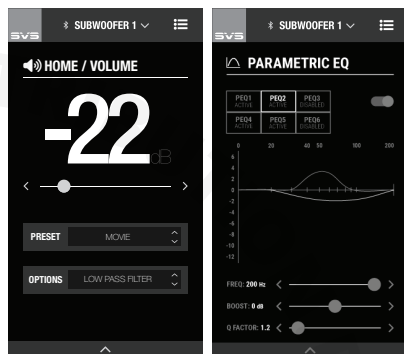 SVS
SUBWOOFER 1
HOME / VOLUME
-22 dB
PRESET MOVIE
OPTIONS LOW PASS FILTER
SVS
SUBWOOFER 1
PARAMETRIC EQ
PEQ1 PEQ2 PEQ3
ACTIVE ACTIVE DISABLED
PEQ4 PEQ5 PEQ6
ACTIVE ACTIVE DISABLED
0 20 40 50 100 200
6
4
2
0
-2
-4
-6
-8
-10
-12
FREQ: 200 Hz
BOOST: 0 dB
Q FACTOR: 1.2